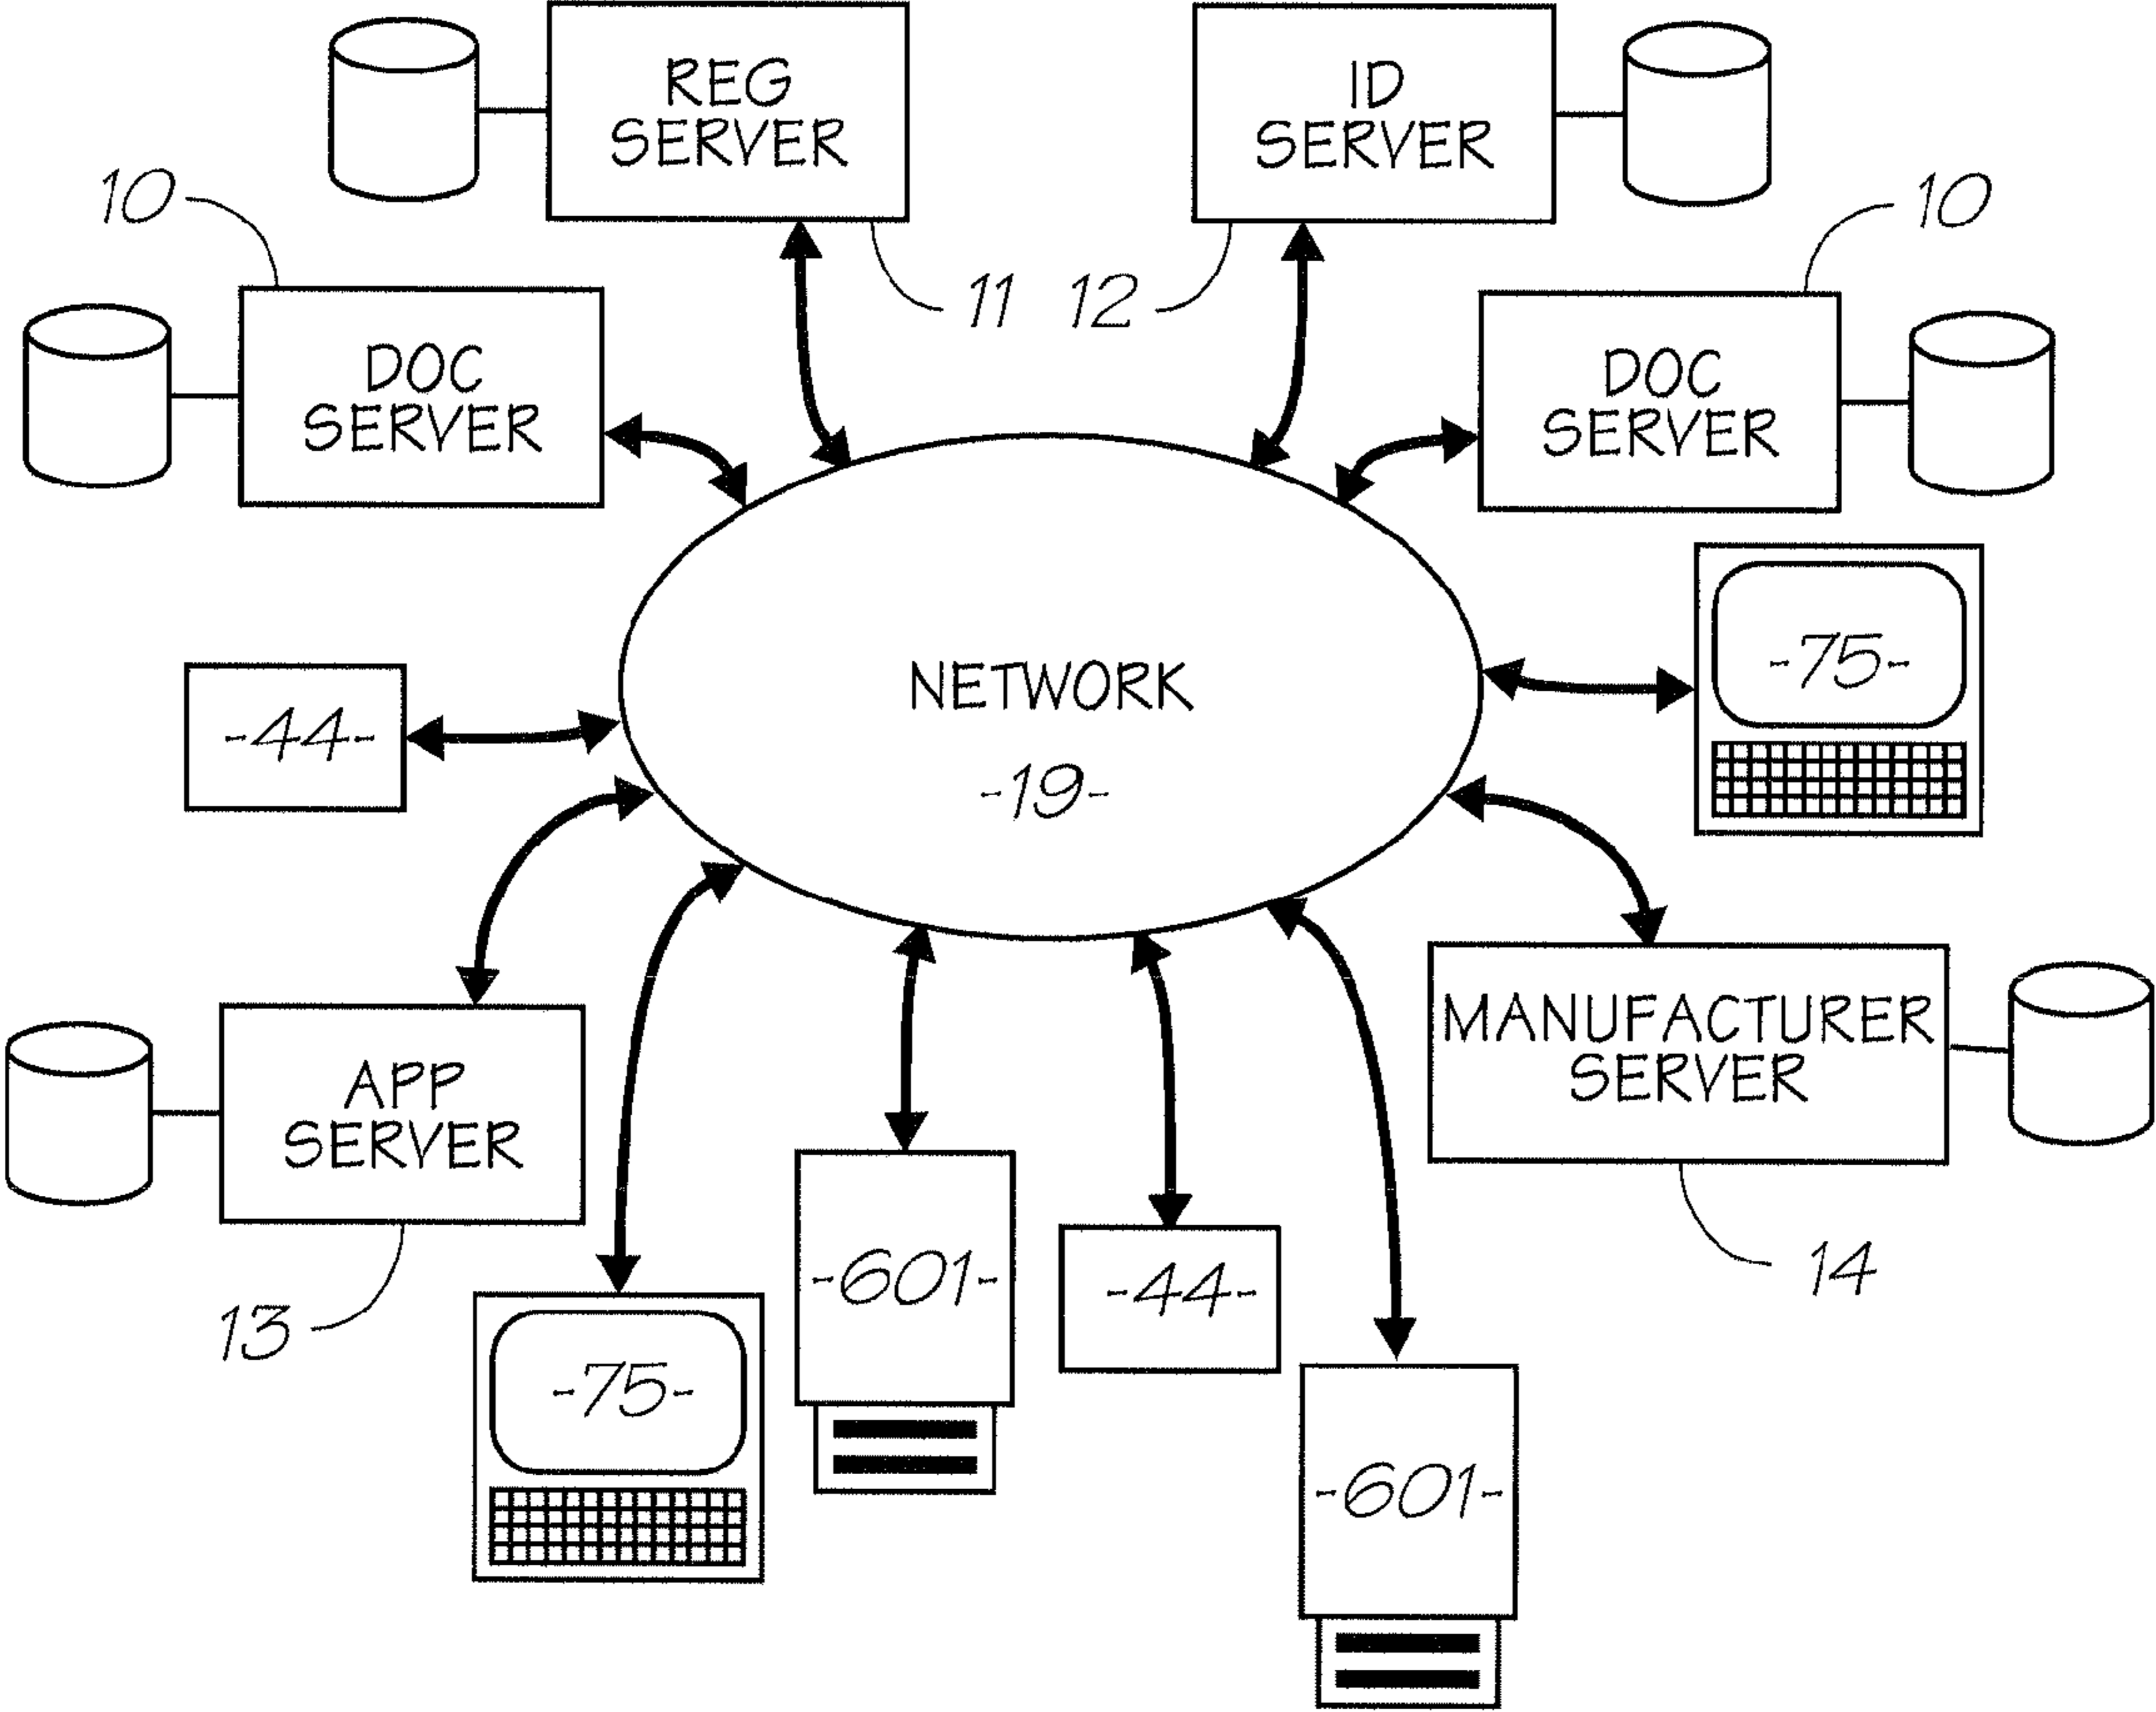 REG
SERVER
ID
SERVER
10
10
11
12
DOC
SERVER
DOC
SERVER
-75-
NETWORK
-19-
-44-
MANUFACTURER
SERVER
APP
SERVER
-601-
-44-
14
13
-75-
-601-